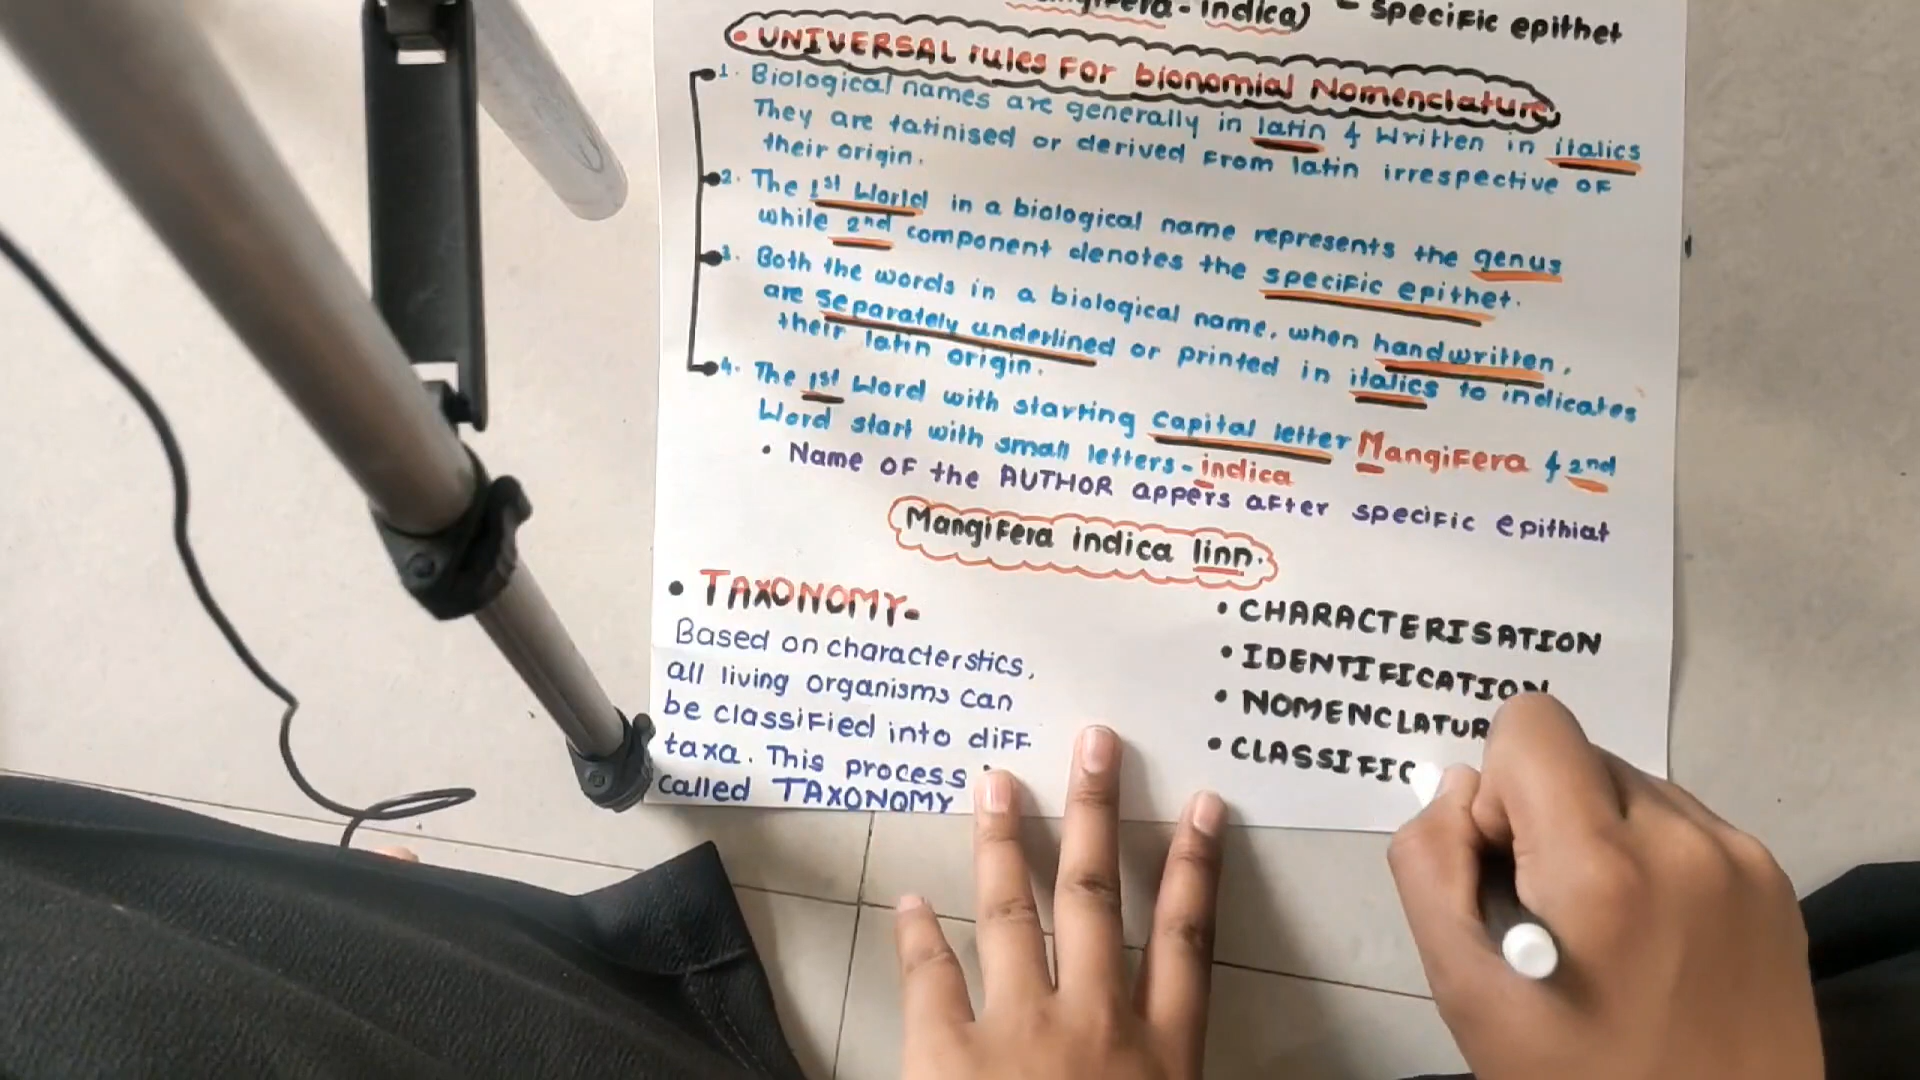 indica) - specific epithet
• UNIVERSAL rules For bionomial Nomenclature
1. Biological names are generally in latin & Written in italics
They are tatinised or derived From latin irrespective of
their origin.
2. The 1st World in a biological name represents the genus
while 2nd component denotes the specific epithet.
3. Both the words in a biological name, when handwritten,
are separately underlined or printed in italics to indicates
their latin origin.
4. The 1st Word with starting capital letter Mangifera & 2nd
Word start with small letters - indica
• Name OF the AUTHOR appers after specific epithiat
Mangifera indica linn.
• TAXONOMY-
Based on characterstics,
all living organisms can
be classified into diff
taxa. This process
called TAXONOMY
• CHARACTERISATION
• IDENTIFICATION
• NOMENCLATUR
• CLASSIFIC